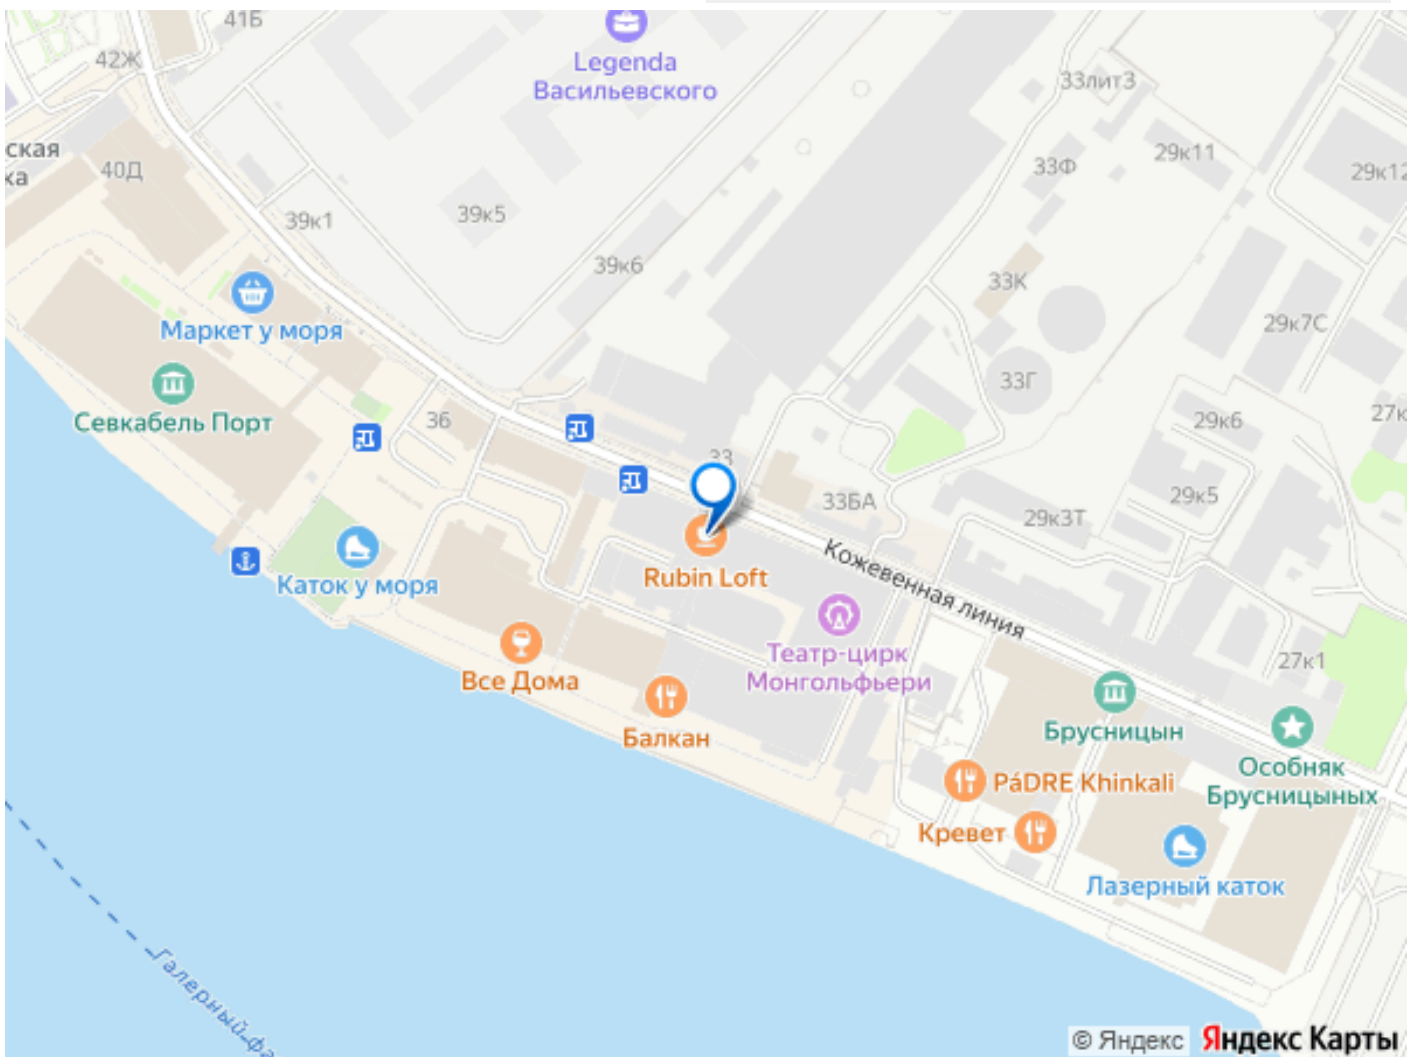 41Б
42Ж
Legenda
Васильевского
33лит3
ская
ха
40Д
29к11
33Ф
29к12
39к1
39к5
39к6
33К
Маркет у моря
29к7С
33Г
Севкабель Порт
36
29к6
27к
33
29к5
33БА
29к3Т
Кожевенная линия
Каток у моря
Rubin Loft
Театр-цирк
Монгольфьери
27к1
Все Дома
Балкан
Брусницын
Особняк
Брусницыных
PáDRE Khinkali
Кревет
Лазерный каток
Галерный фа
© Яндекс Яндекс Карты